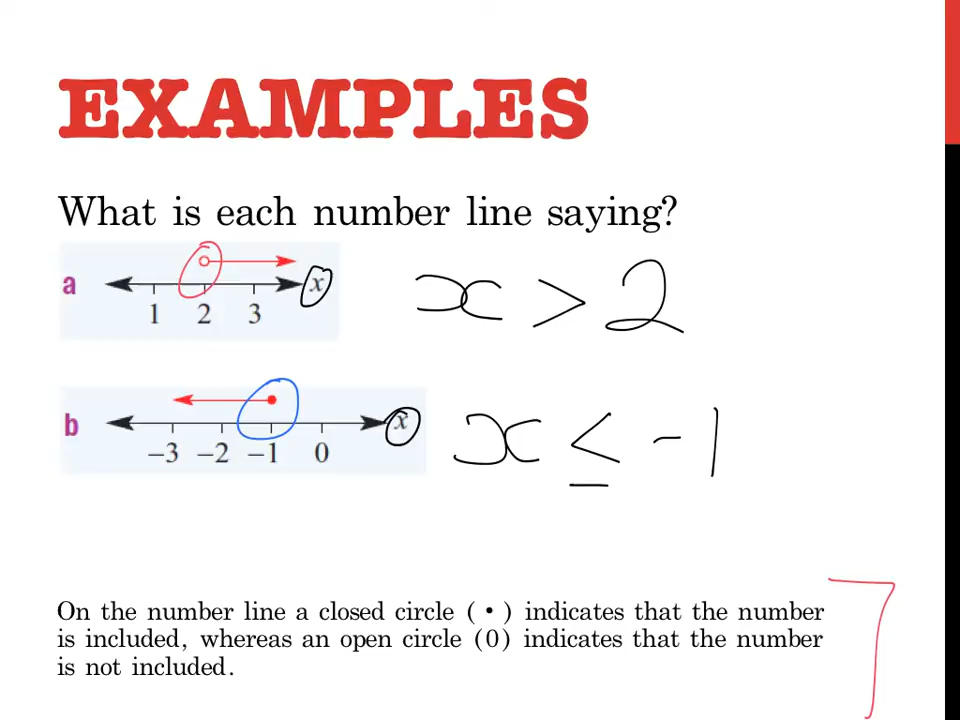 EXAMPLES
What is each number line saying?
a
x
1 2 3
x > 2
b
x
−3 −2 −1 0
x ≤ -1
On the number line a closed circle ( • ) indicates that the number
is included, whereas an open circle (0) indicates that the number
is not included.
7